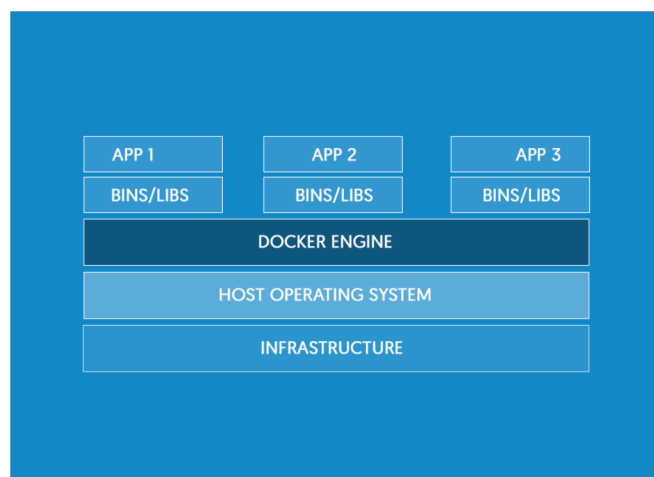 APP 1 APP 2 APP 3
BINS/LIBS BINS/LIBS BINS/LIBS
DOCKER ENGINE
HOST OPERATING SYSTEM
INFRASTRUCTURE